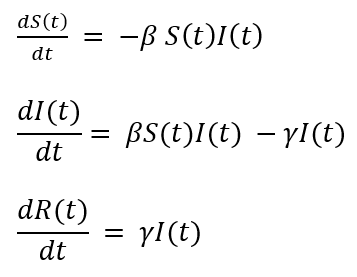 dS(t)/dt = −β S(t)I(t)
dI(t)/dt = βS(t)I(t) − γI(t)
dR(t)/dt = γI(t)